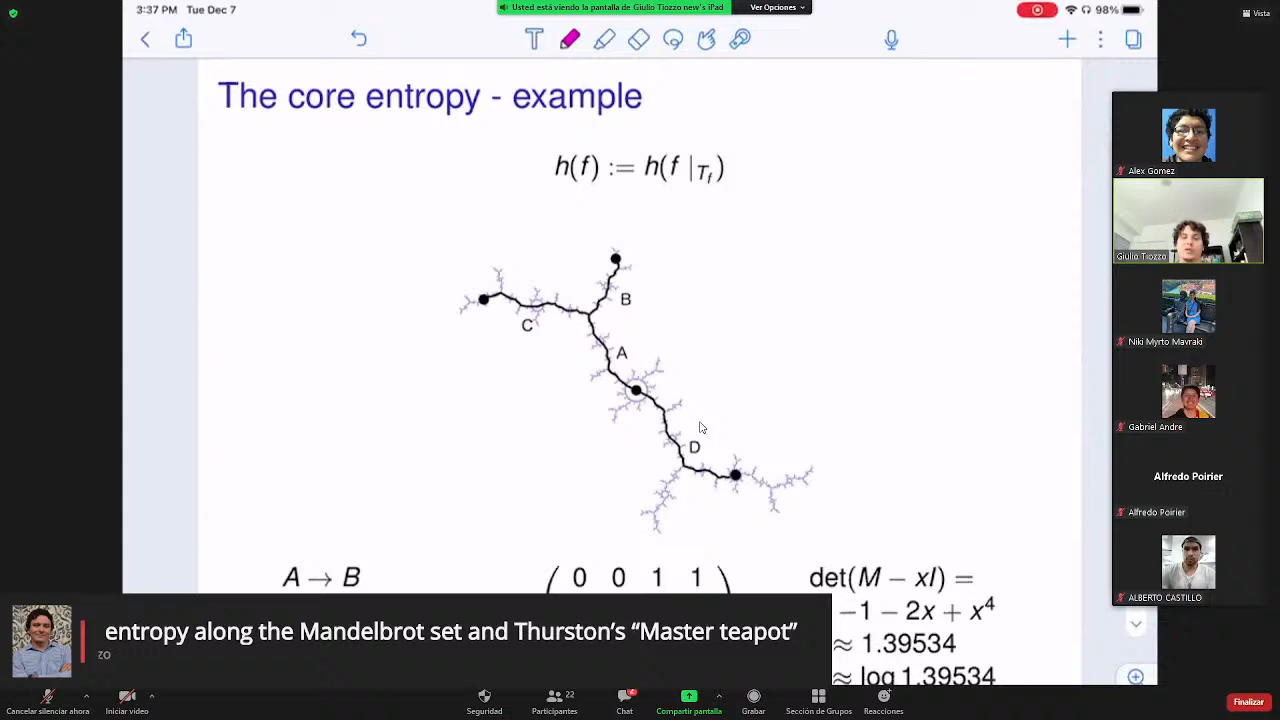 3:37 PM Tue Dec 7
Usted está viendo la pantalla de Giulio Tiozzo new's iPad
Ver Opciones
98%
Vista
The core entropy - example
h(f) := h(f |T_f)
B
C
A
D
A → B
( 0 0 1 1 )
det(M − xI) =
−1 − 2x + x⁴
≈ 1.39534
≈ log 1.39534
entropy along the Mandelbrot set and Thurston's "Master teapot"
zo
Alex Gomez
Giulio Tiozzo
Niki Myrto Mavraki
Gabriel Andre
Alfredo Poirier
Alfredo Poirier
ALBERTO CASTILLO
Cancelar silenciar ahora
Iniciar video
Seguridad
22
Participantes
2
Chat
Compartir pantalla
Grabar
Sección de Grupos
Reacciones
Finalizar